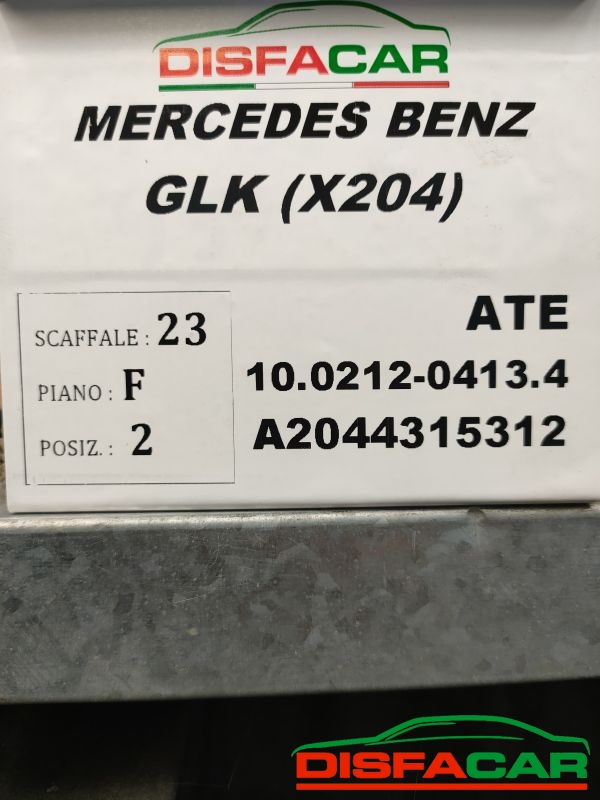 DISFACAR
MERCEDES BENZ
GLK (X204)
SCAFFALE : 23
PIANO : F
POSIZ. : 2
ATE
10.0212-0413.4
A2044315312
DISFACAR